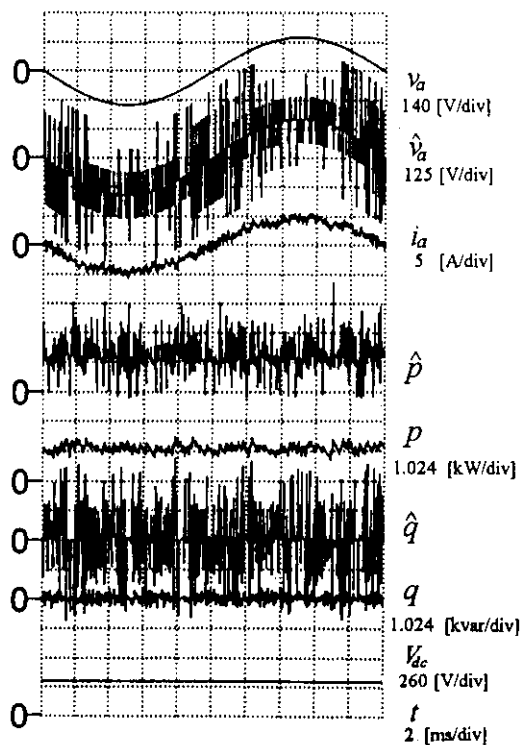 0
v_a
140 [V/div]
0
v̂_a
125 [V/div]
0
i_a
5 [A/div]
p̂
0
p
1.024 [kW/div]
0
q̂
0
0
q
1.024 [kvar/div]
V_dc
260 [V/div]
0
t
2 [ms/div]